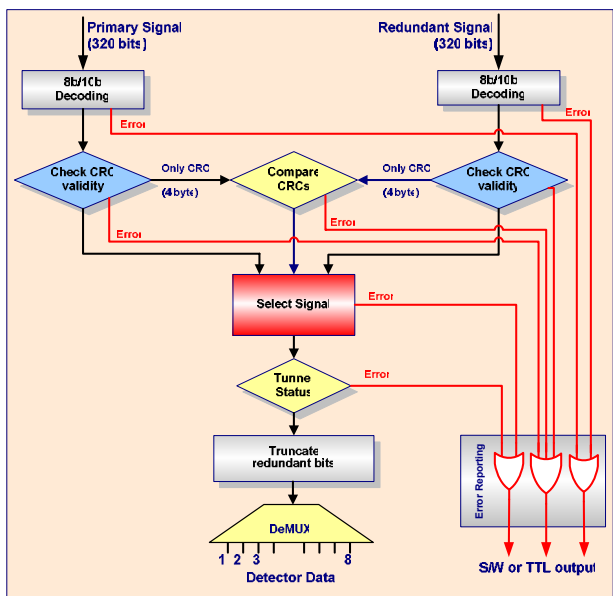 Primary Signal
(320 bits)
Redundant Signal
(320 bits)
8b/10b
Decoding
8b/10b
Decoding
Error
Error
Check CRC
validity
Only CRC
(4 byte)
Compare
CRCs
Only CRC
(4 byte)
Check CRC
validity
Error
Error
Error
Select Signal
Error
Tunnel
Status
Error
Truncate
redundant bits
Error Reporting
DeMUX
1 2 3 8
Detector Data
S/W or TTL output